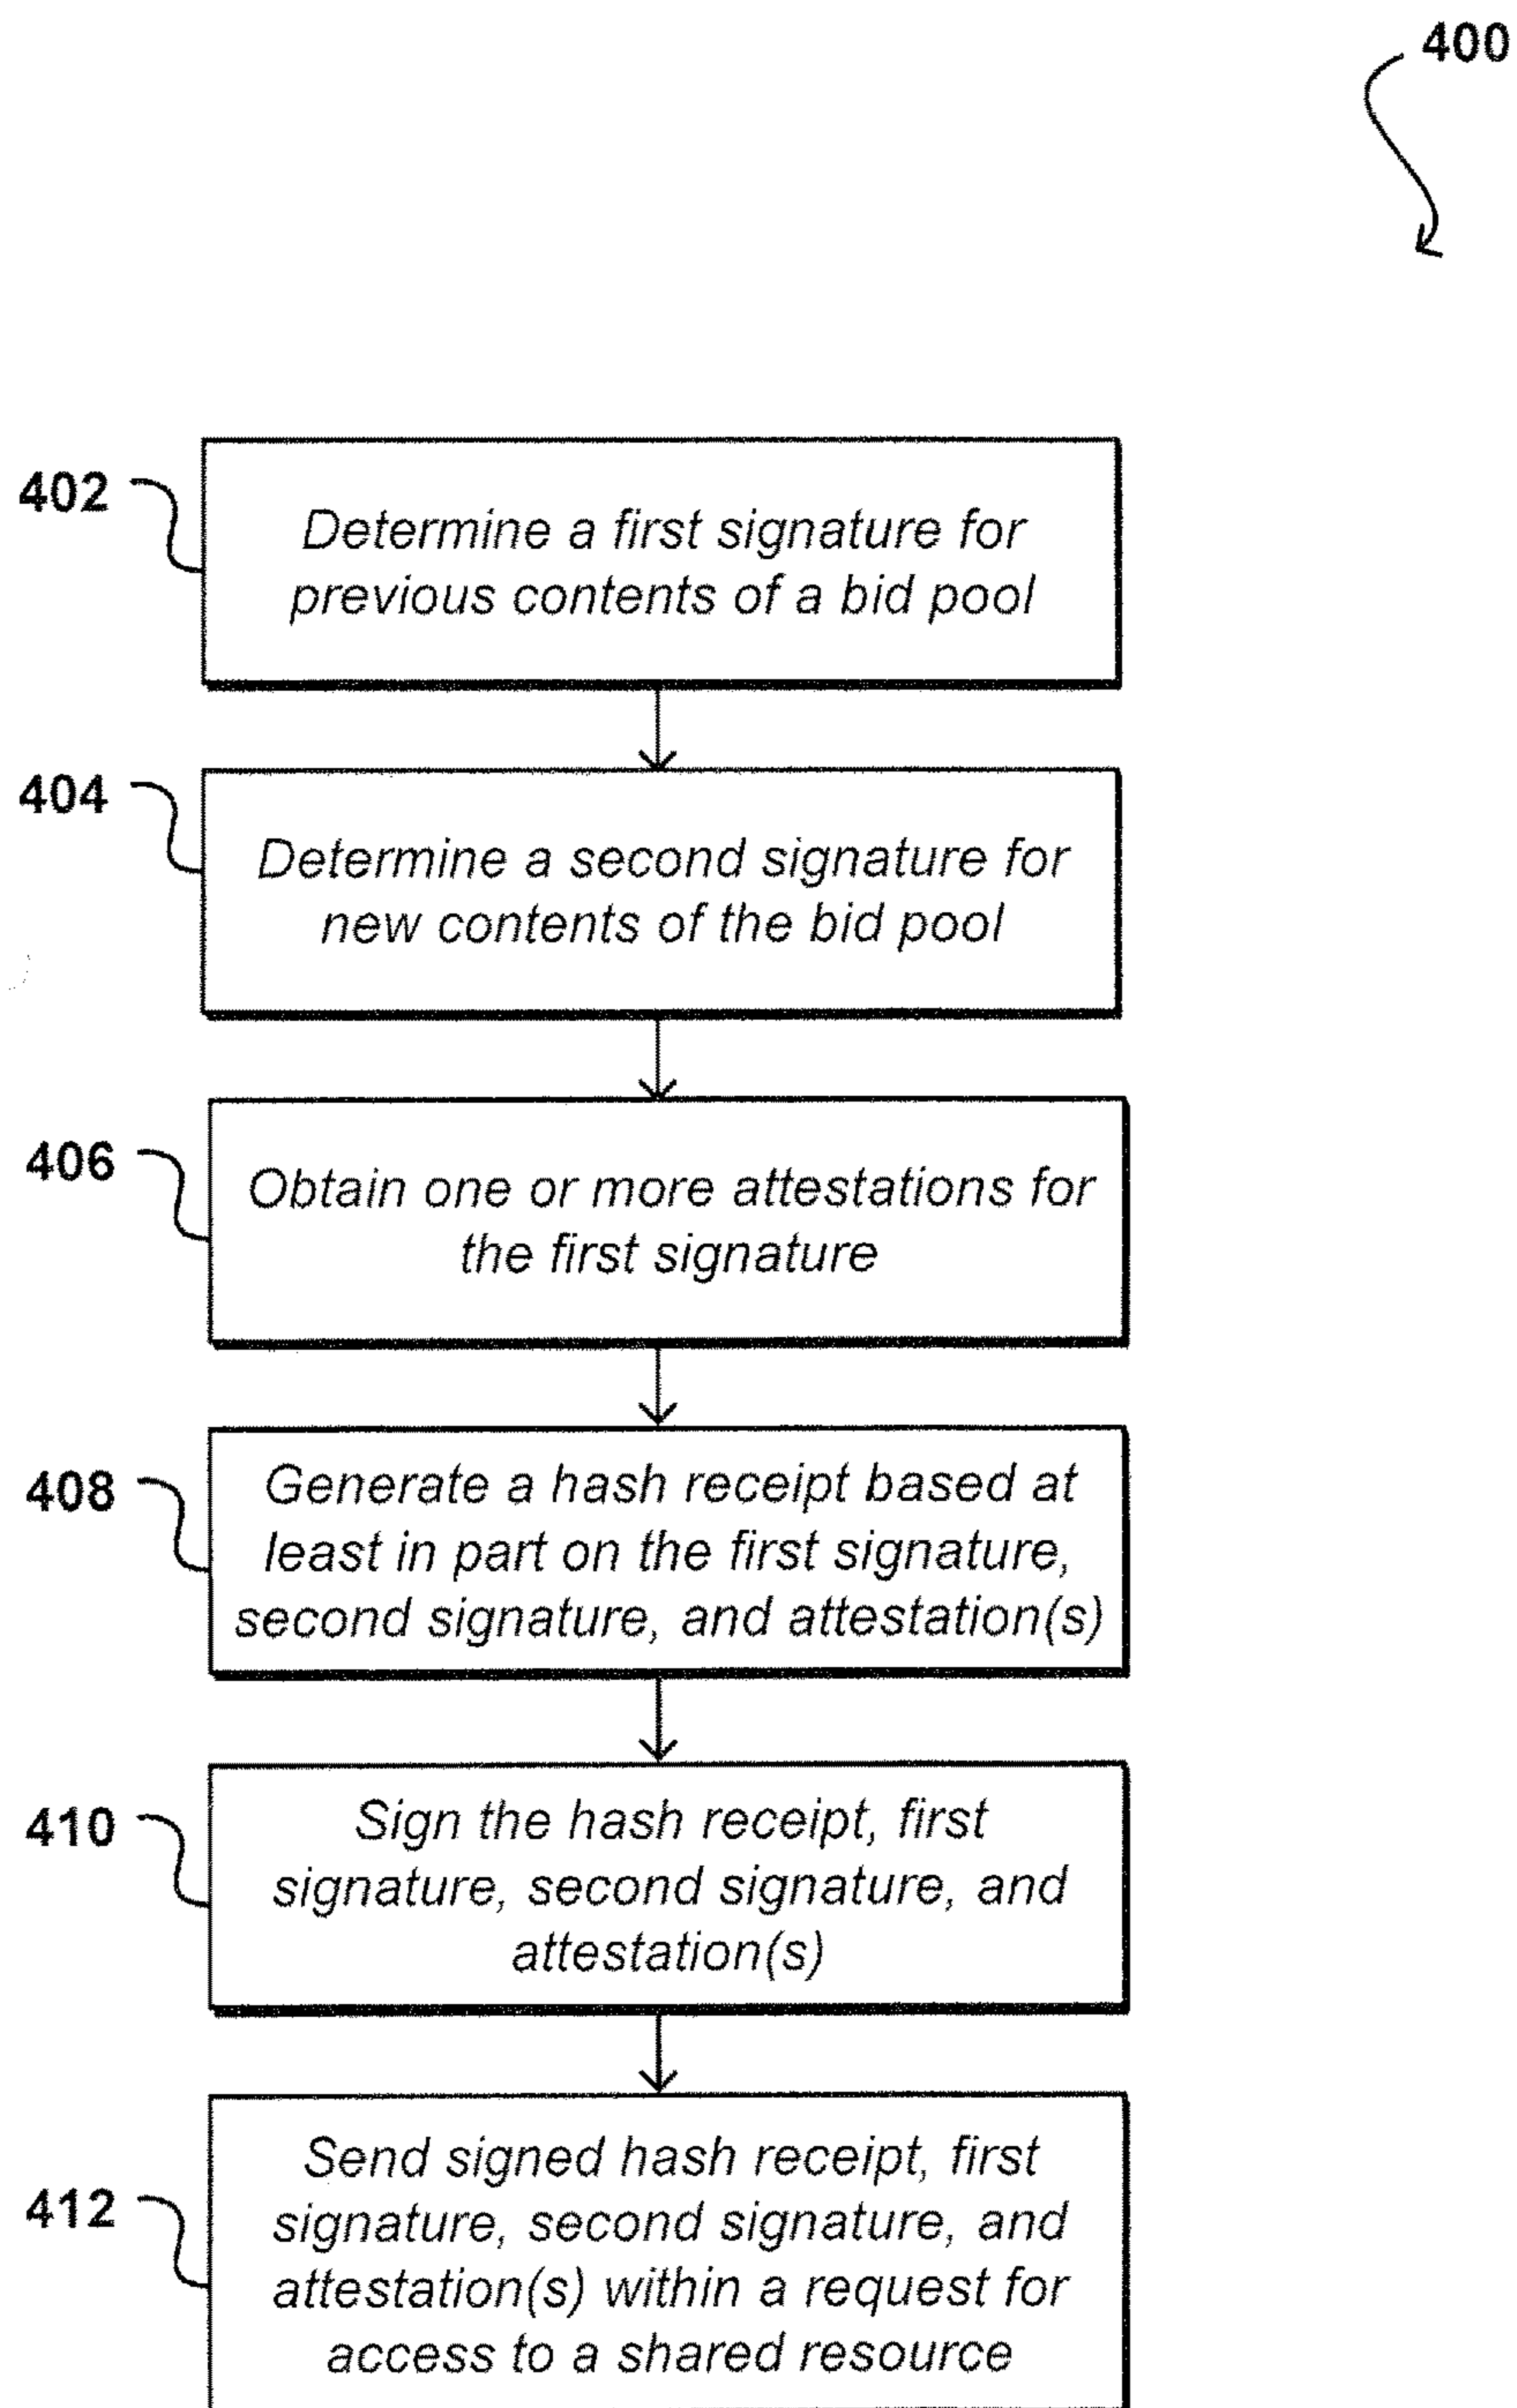 400
402
Determine a first signature for
previous contents of a bid pool
404
Determine a second signature for
new contents of the bid pool
406
Obtain one or more attestations for
the first signature
408
Generate a hash receipt based at
least in part on the first signature,
second signature, and attestation(s)
410
Sign the hash receipt, first
signature, second signature, and
attestation(s)
412
Send signed hash receipt, first
signature, second signature, and
attestation(s) within a request for
access to a shared resource